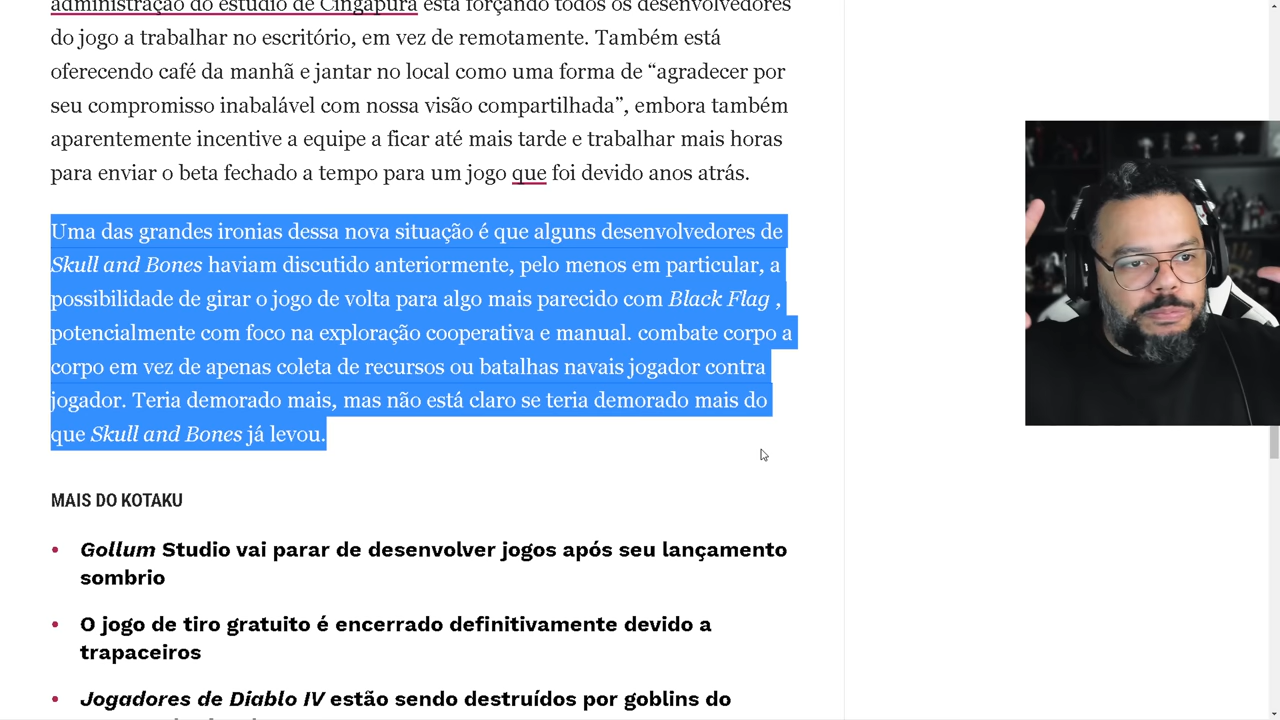 administração do estúdio de Cingapura está forçando todos os desenvolvedores
do jogo a trabalhar no escritório, em vez de remotamente. Também está
oferecendo café da manhã e jantar no local como uma forma de “agradecer por
seu compromisso inabalável com nossa visão compartilhada”, embora também
aparentemente incentive a equipe a ficar até mais tarde e trabalhar mais horas
para enviar o beta fechado a tempo para um jogo que foi devido anos atrás.
Uma das grandes ironias dessa nova situação é que alguns desenvolvedores de
Skull and Bones haviam discutido anteriormente, pelo menos em particular, a
possibilidade de girar o jogo de volta para algo mais parecido com Black Flag ,
potencialmente com foco na exploração cooperativa e manual. combate corpo a
corpo em vez de apenas coleta de recursos ou batalhas navais jogador contra
jogador. Teria demorado mais, mas não está claro se teria demorado mais do
que Skull and Bones já levou.
MAIS DO KOTAKU
• Gollum Studio vai parar de desenvolver jogos após seu lançamento
sombrio
• O jogo de tiro gratuito é encerrado definitivamente devido a
trapaceiros
• Jogadores de Diablo IV estão sendo destruídos por goblins do